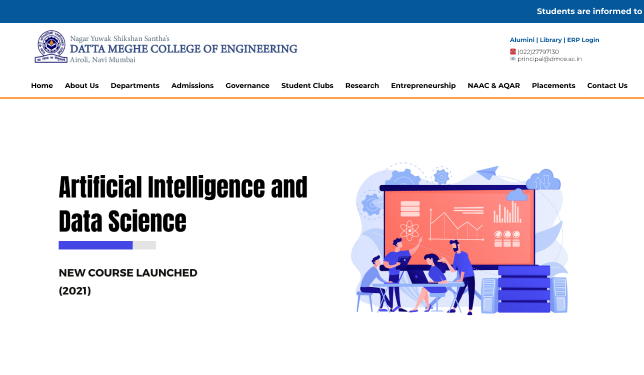 Students are informed to
Nagar Yuwak Shikshan Sanstha's
DATTA MEGHE COLLEGE OF ENGINEERING
Airoli, Navi Mumbai
Alumini | Library | ERP Login
(022)27797130
principal@dmce.ac.in
Home About Us Departments Admissions Governance Student Clubs Research Entrepreneurship NAAC & AQAR Placements Contact Us
Artificial Intelligence and
Data Science
NEW COURSE LAUNCHED
(2021)